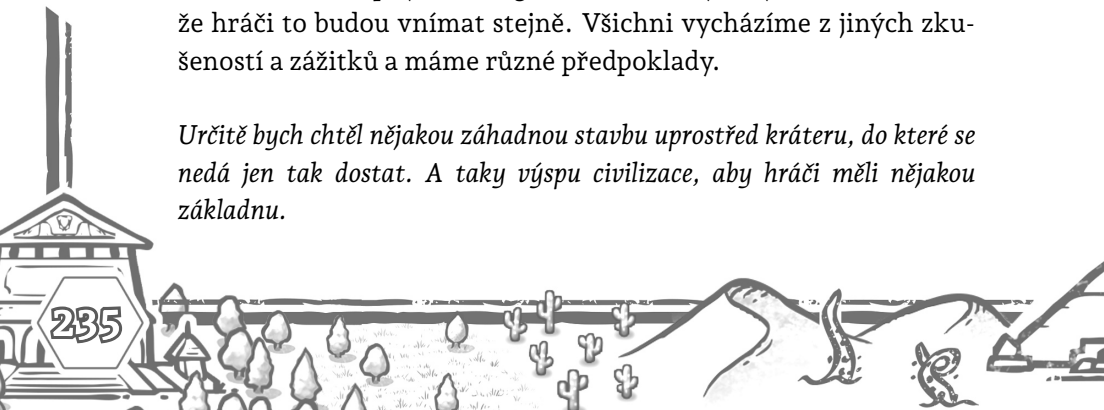 že hráči to budou vnímat stejně. Všichni vycházíme z jiných zku-
šeností a zážitků a máme různé předpoklady.
Určitě bych chtěl nějakou záhadnou stavbu uprostřed kráteru, do které se
nedá jen tak dostat. A taky výspu civilizace, aby hráči měli nějakou
základnu.
235